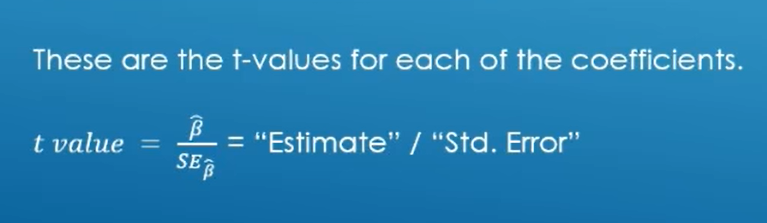 These are the t-values for each of the coefficients.
t value = β̂ / SE_β̂ = “Estimate” / “Std. Error”